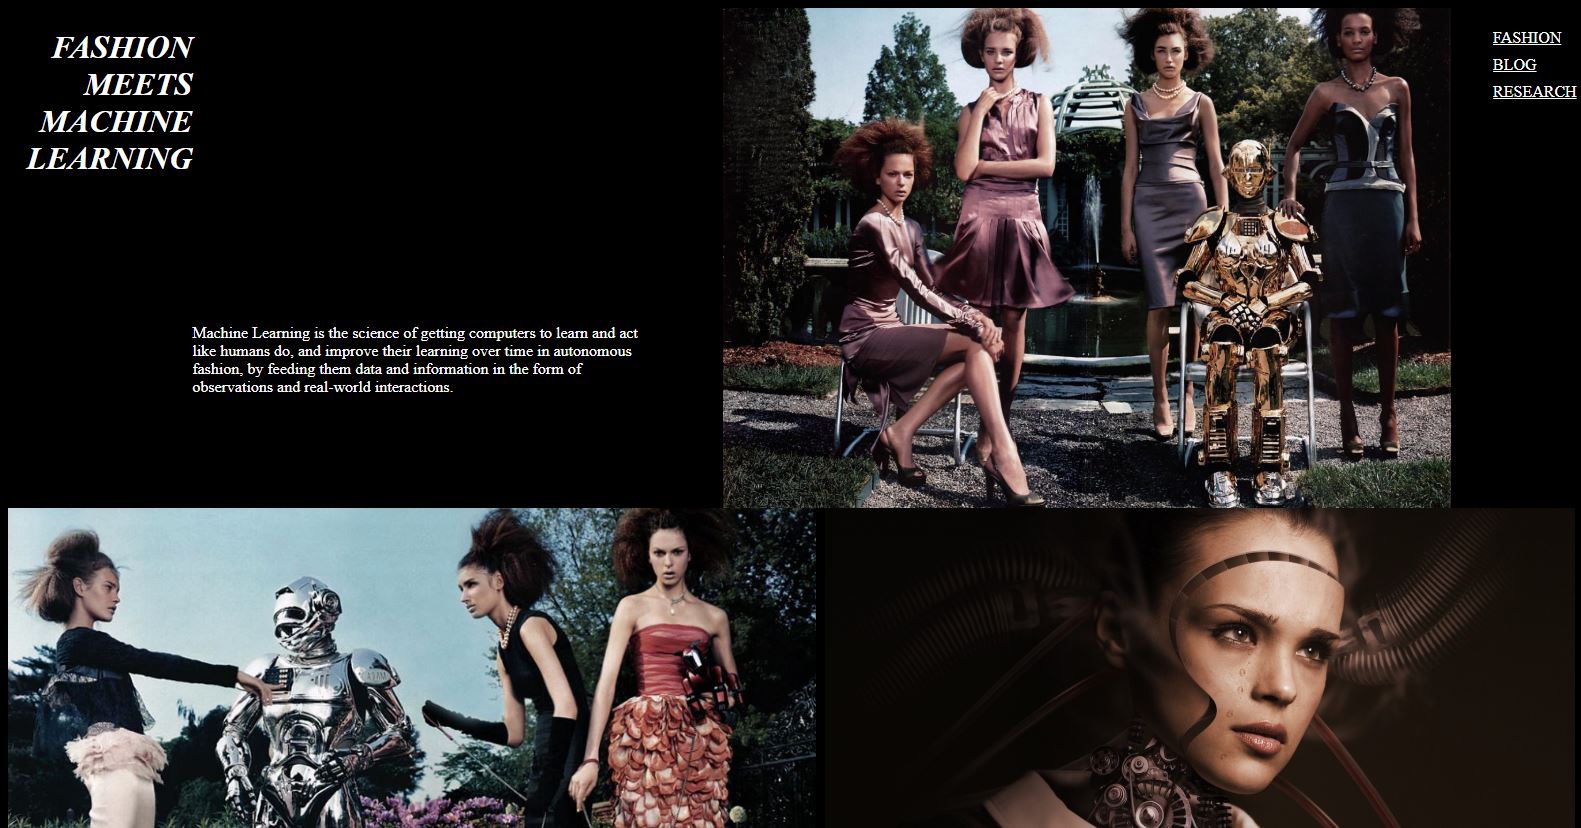 FASHION
MEETS
MACHINE
LEARNING
FASHION
BLOG
RESEARCH
Machine Learning is the science of getting computers to learn and act
like humans do, and improve their learning over time in autonomous
fashion, by feeding them data and information in the form of
observations and real-world interactions.